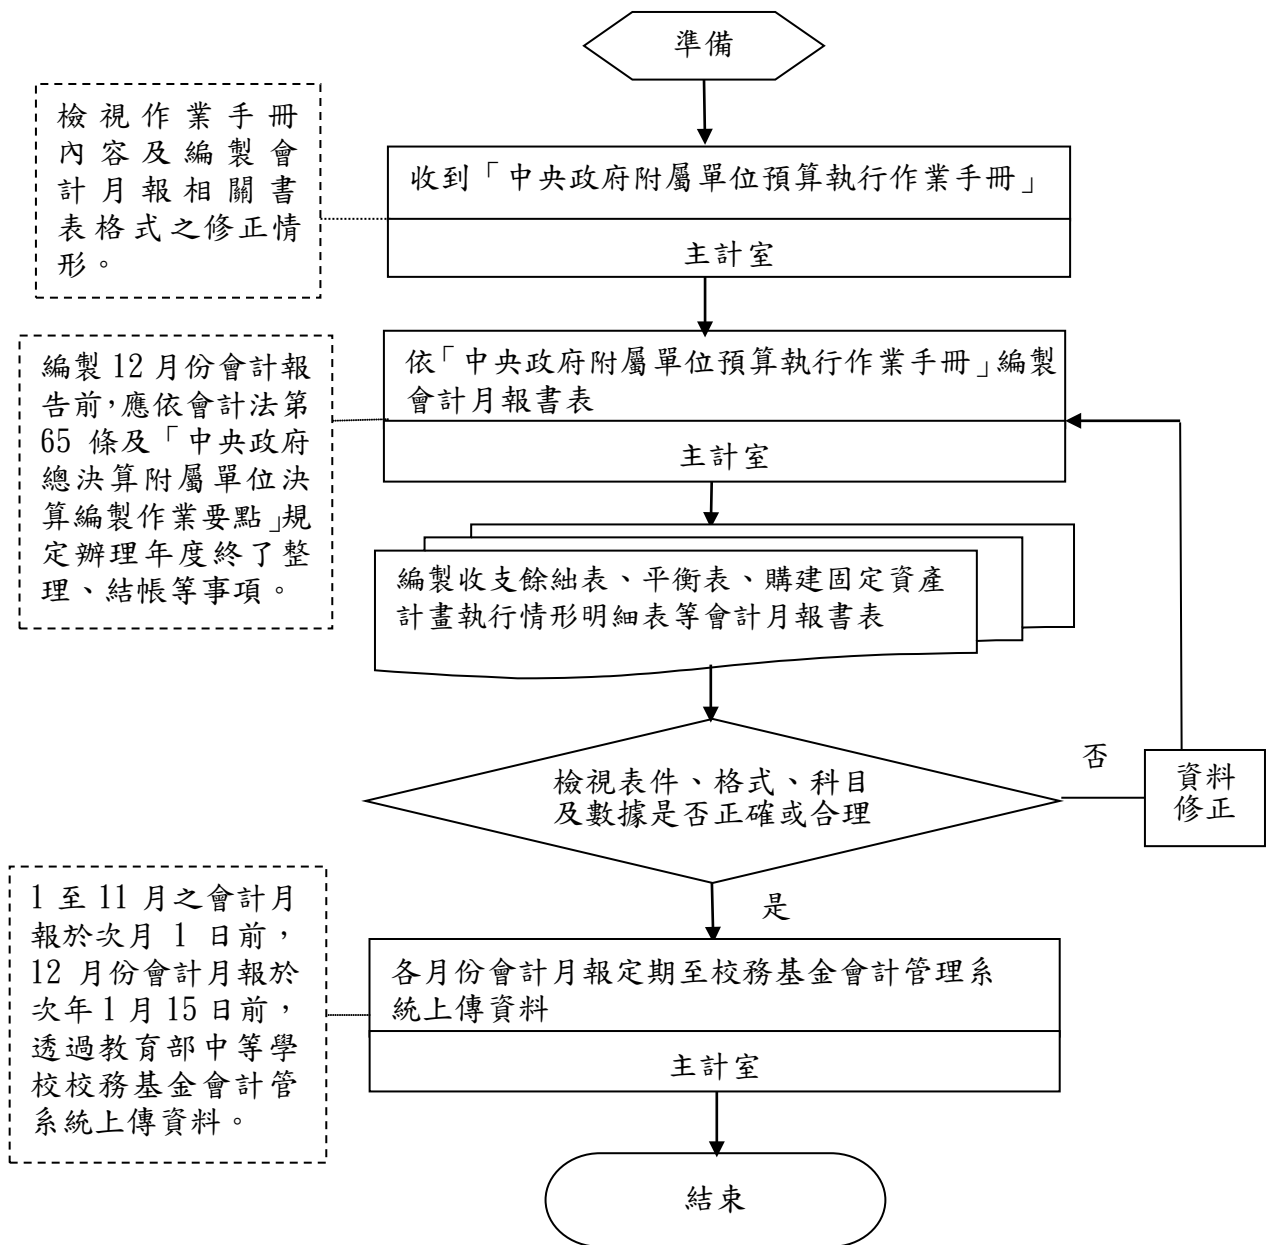 準備
檢視作業手冊
內容及編製會
計月報相關書
表格式之修正情
形。
收到「中央政府附屬單位預算執行作業手冊」
主計室
編製 12 月份會計報
告前，應依會計法第
65 條及「中央政府
總決算附屬單位決
算編製作業要點」規
定辦理年度終了整
理、結帳等事項。
依「中央政府附屬單位預算執行作業手冊」編製
會計月報書表
主計室
編製收支餘絀表、平衡表、購建固定資產
計畫執行情形明細表等會計月報書表
檢視表件、格式、科目
及數據是否正確或合理
否
資料
修正
是
1 至 11 月之會計月
報於次月 1 日前，
12 月份會計月報於
次年 1 月 15 日前，
透過教育部中等學
校校務基金會計管
系統上傳資料。
各月份會計月報定期至校務基金會計管理系
統上傳資料
主計室
結束